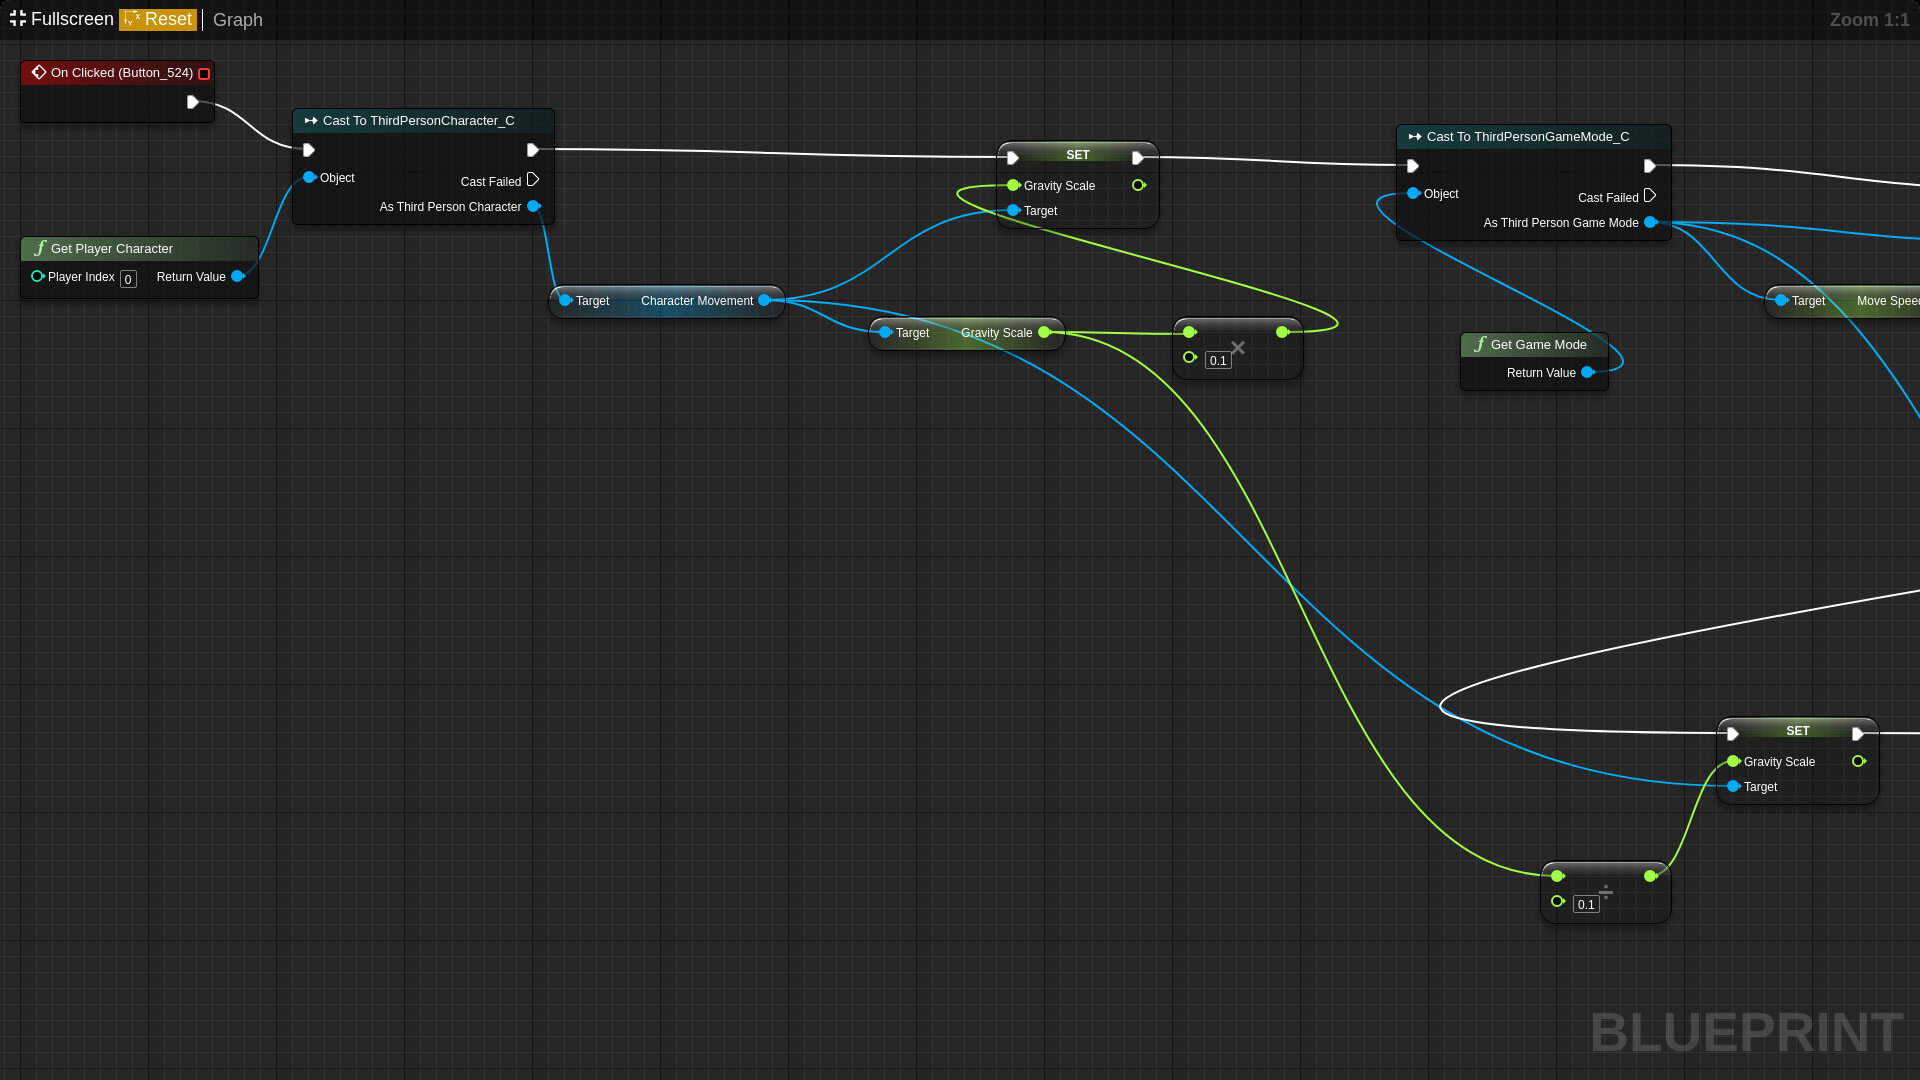 Fullscreen Reset Graph
Zoom 1:1
On Clicked (Button_524)
Cast To ThirdPersonCharacter_C
Object
Cast Failed
As Third Person Character
Get Player Character
Player Index 0 Return Value
Target Character Movement
SET
Gravity Scale
Target
Target Gravity Scale
0.1
×
Cast To ThirdPersonGameMode_C
Object
Cast Failed
As Third Person Game Mode
Target Move Speed
Get Game Mode
Return Value
SET
Gravity Scale
Target
0.1
÷
BLUEPRINT